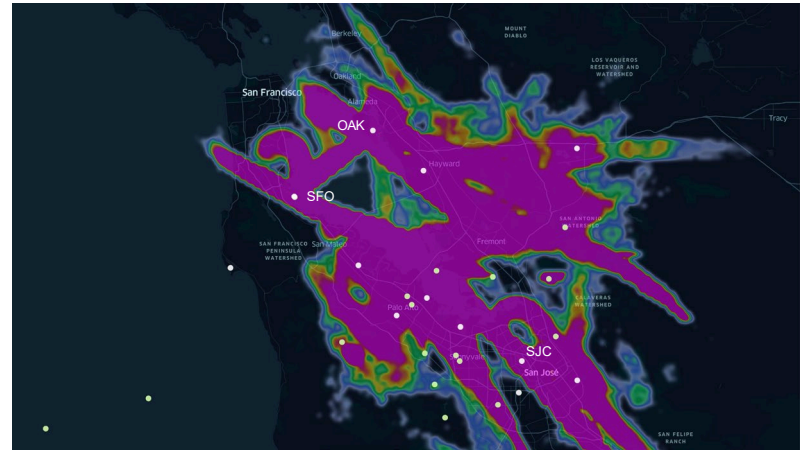 MOUNT
DIABLO
Berkeley
LOS VAQUEROS
RESERVOIR AND
WATERSHED
Oakland
San Francisco
Alameda
Tracy
OAK
Hayward
SFO
SAN ANTONIO
WATERSHED
Fremont
San Mateo
SAN FRANCISCO
PENINSULA
WATERSHED
CALAVERAS
WATERSHED
Palo Alto
SJC
Sunnyvale
San José
SAN FELIPE
RANCH